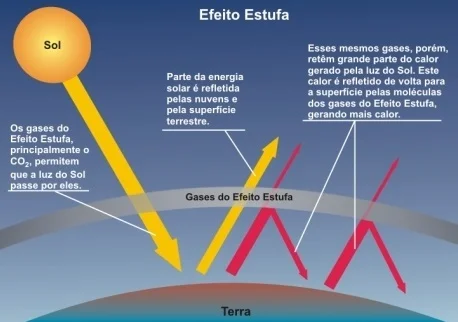 Efeito Estufa
Sol
Os gases do
Efeito Estufa,
principalmente o
CO₂, permitem
que a luz do Sol
passe por eles.
Parte da energia
solar é refletida
pelas nuvens e
pela superfície
terrestre.
Esses mesmos gases, porém,
retêm grande parte do calor
gerado pela luz do Sol. Este
calor é refletido de volta para
a superfície pelas moléculas
dos gases do Efeito Estufa,
gerando mais calor.
Gases do Efeito Estufa
Terra